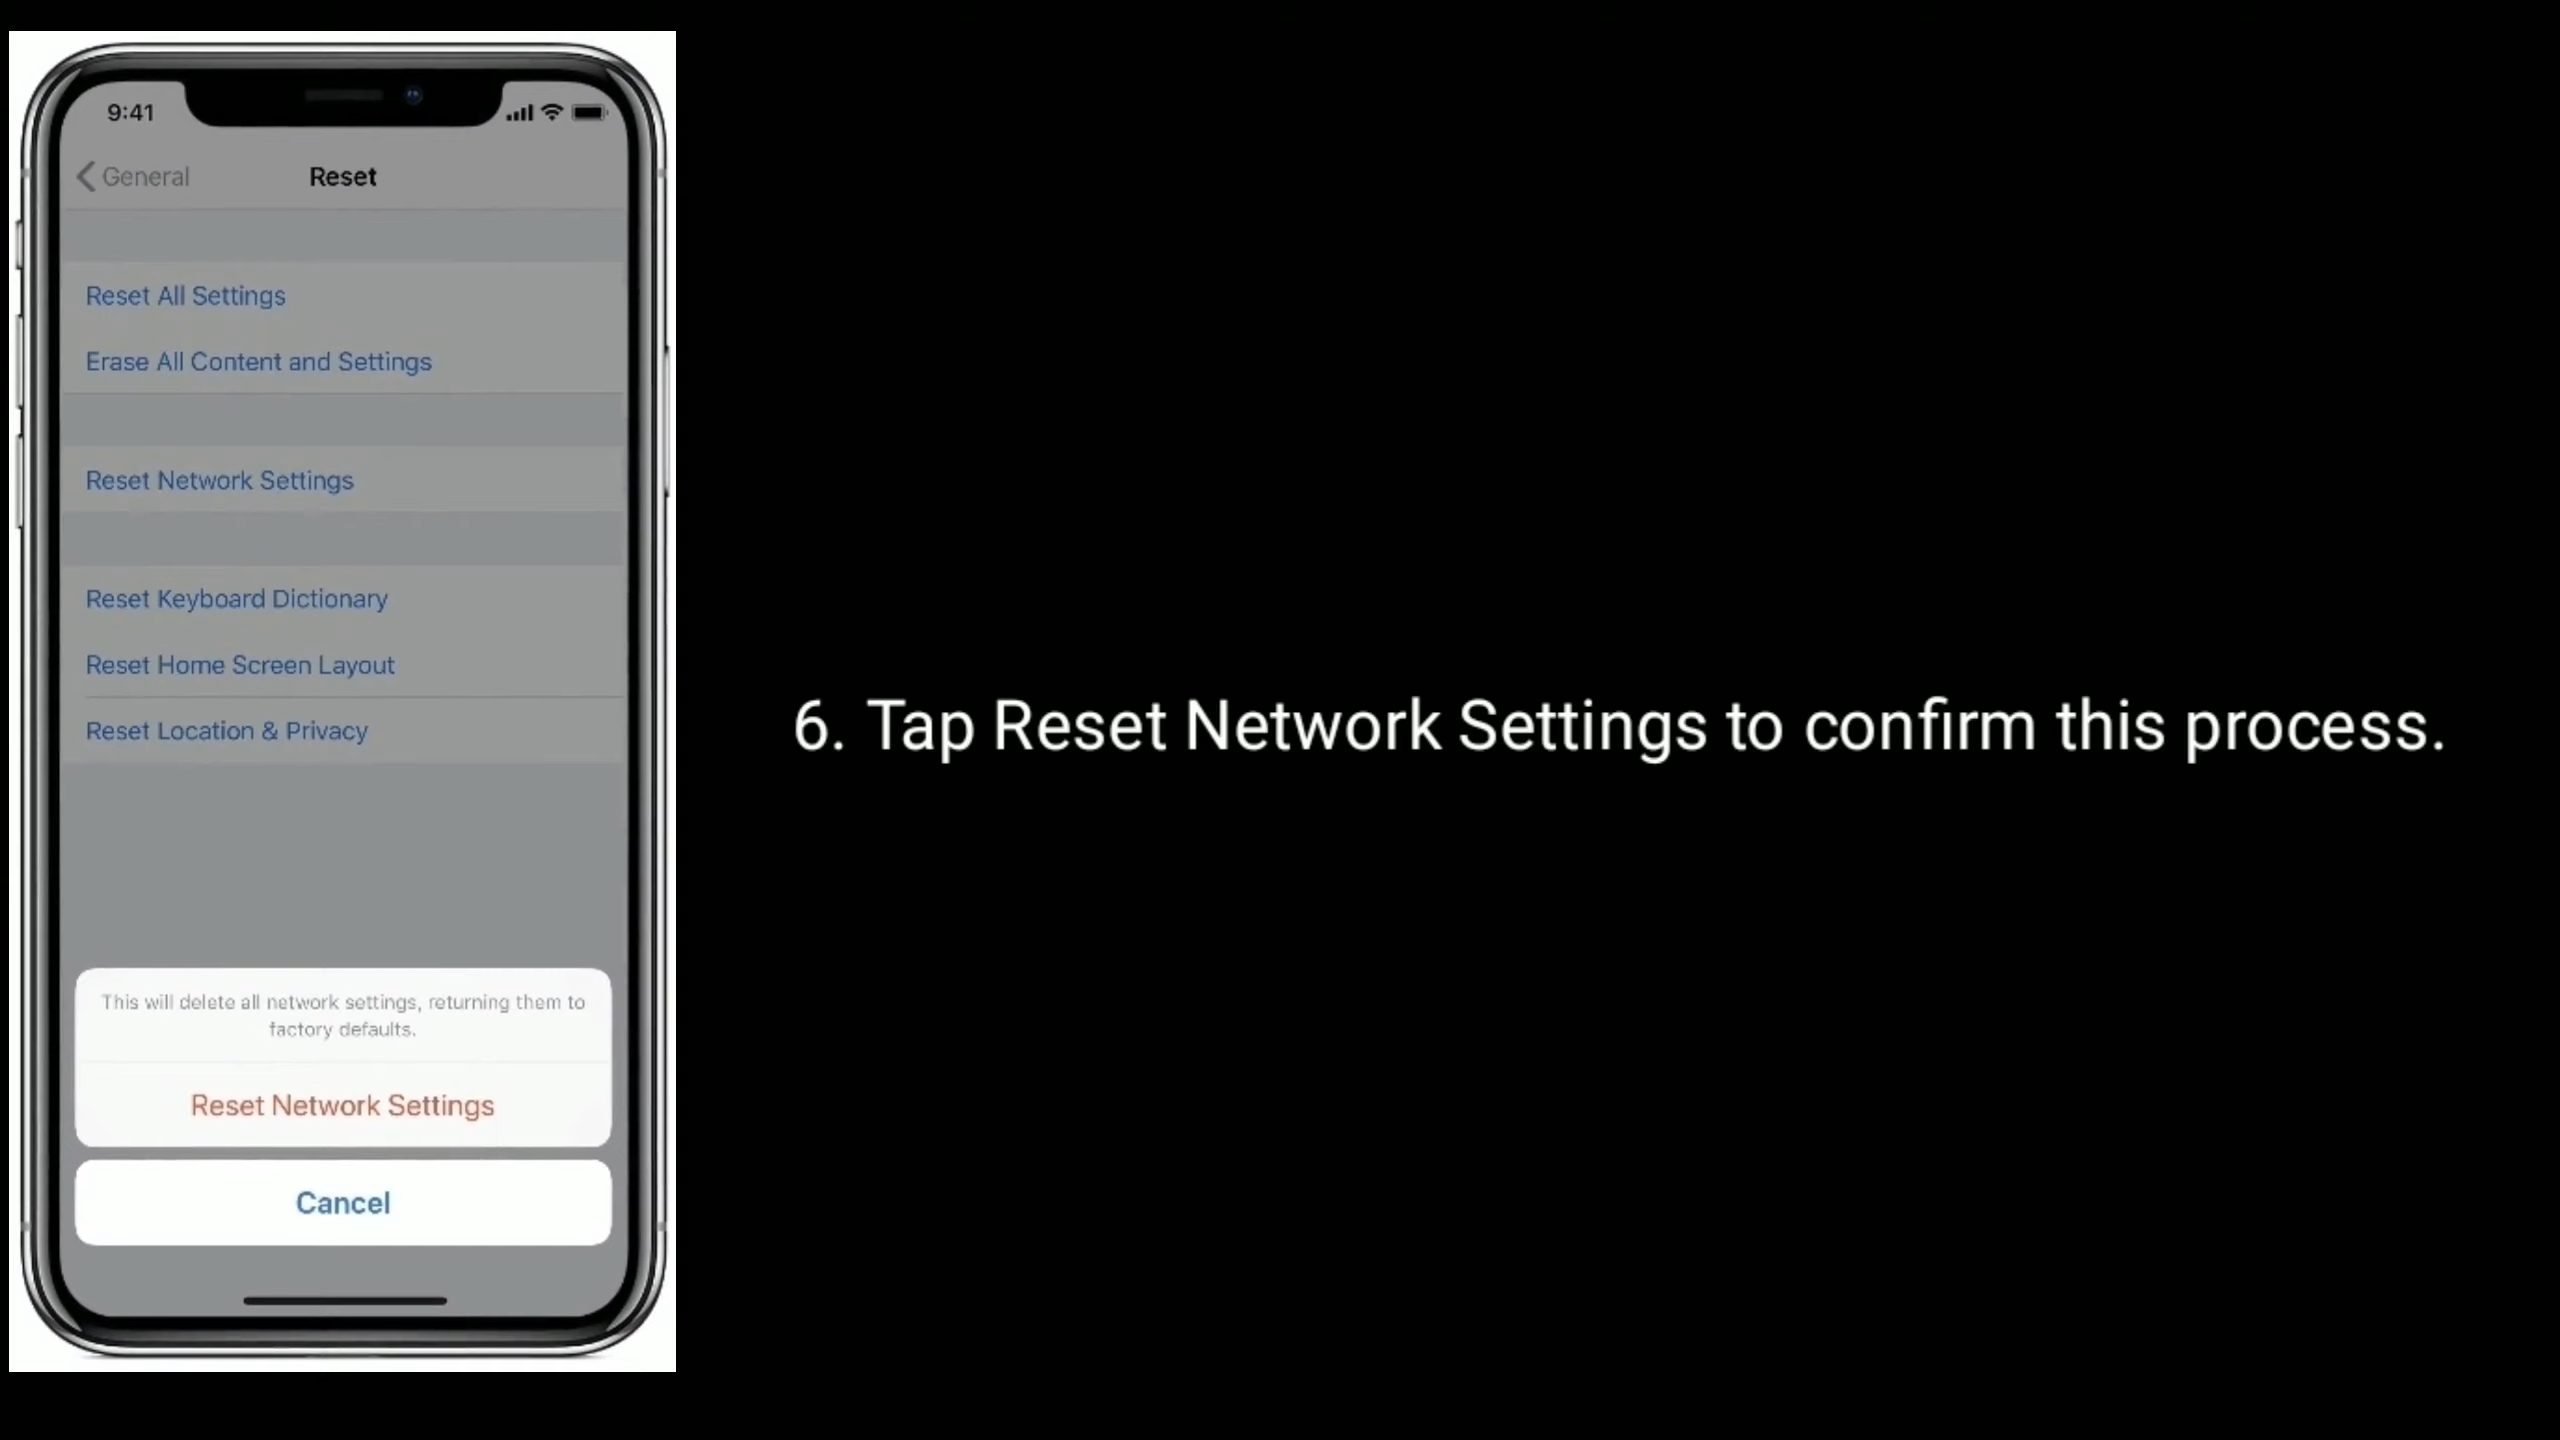 9:41
General
Reset
Reset All Settings
Erase All Content and Settings
Reset Network Settings
Reset Keyboard Dictionary
Reset Home Screen Layout
Reset Location & Privacy
This will delete all network settings, returning them to
factory defaults.
Reset Network Settings
Cancel
6. Tap Reset Network Settings to confirm this process.